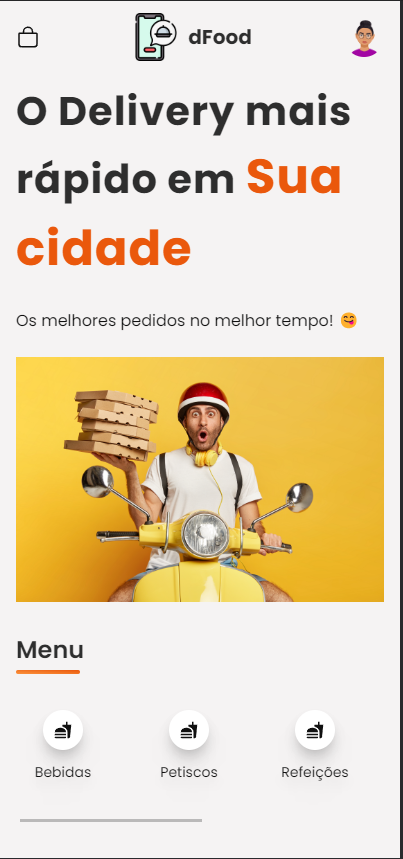 dFood
O Delivery mais
rápido em Sua
cidade
Os melhores pedidos no melhor tempo! 😋
Menu
Bebidas
Petiscos
Refeições